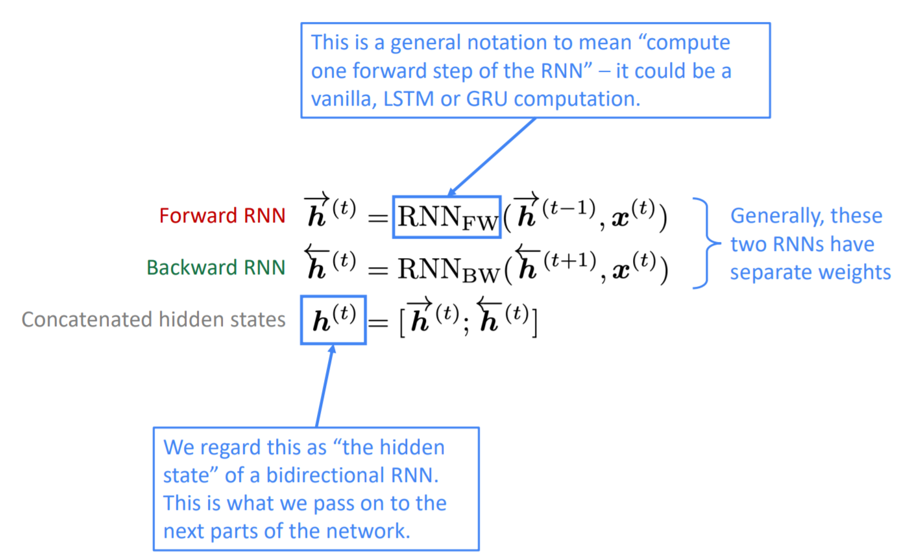 This is a general notation to mean “compute
one forward step of the RNN” – it could be a
vanilla, LSTM or GRU computation.
Forward RNN $\overrightarrow{\boldsymbol{h}}^{(t)} = \mathrm{RNN_{FW}}(\overrightarrow{\boldsymbol{h}}^{(t-1)}, \boldsymbol{x}^{(t)})$
Backward RNN $\overleftarrow{\boldsymbol{h}}^{(t)} = \mathrm{RNN_{BW}}(\overleftarrow{\boldsymbol{h}}^{(t+1)}, \boldsymbol{x}^{(t)})$
Concatenated hidden states $\boldsymbol{h}^{(t)} = [\overrightarrow{\boldsymbol{h}}^{(t)}; \overleftarrow{\boldsymbol{h}}^{(t)}]$
Generally, these
two RNNs have
separate weights
We regard this as “the hidden
state” of a bidirectional RNN.
This is what we pass on to the
next parts of the network.